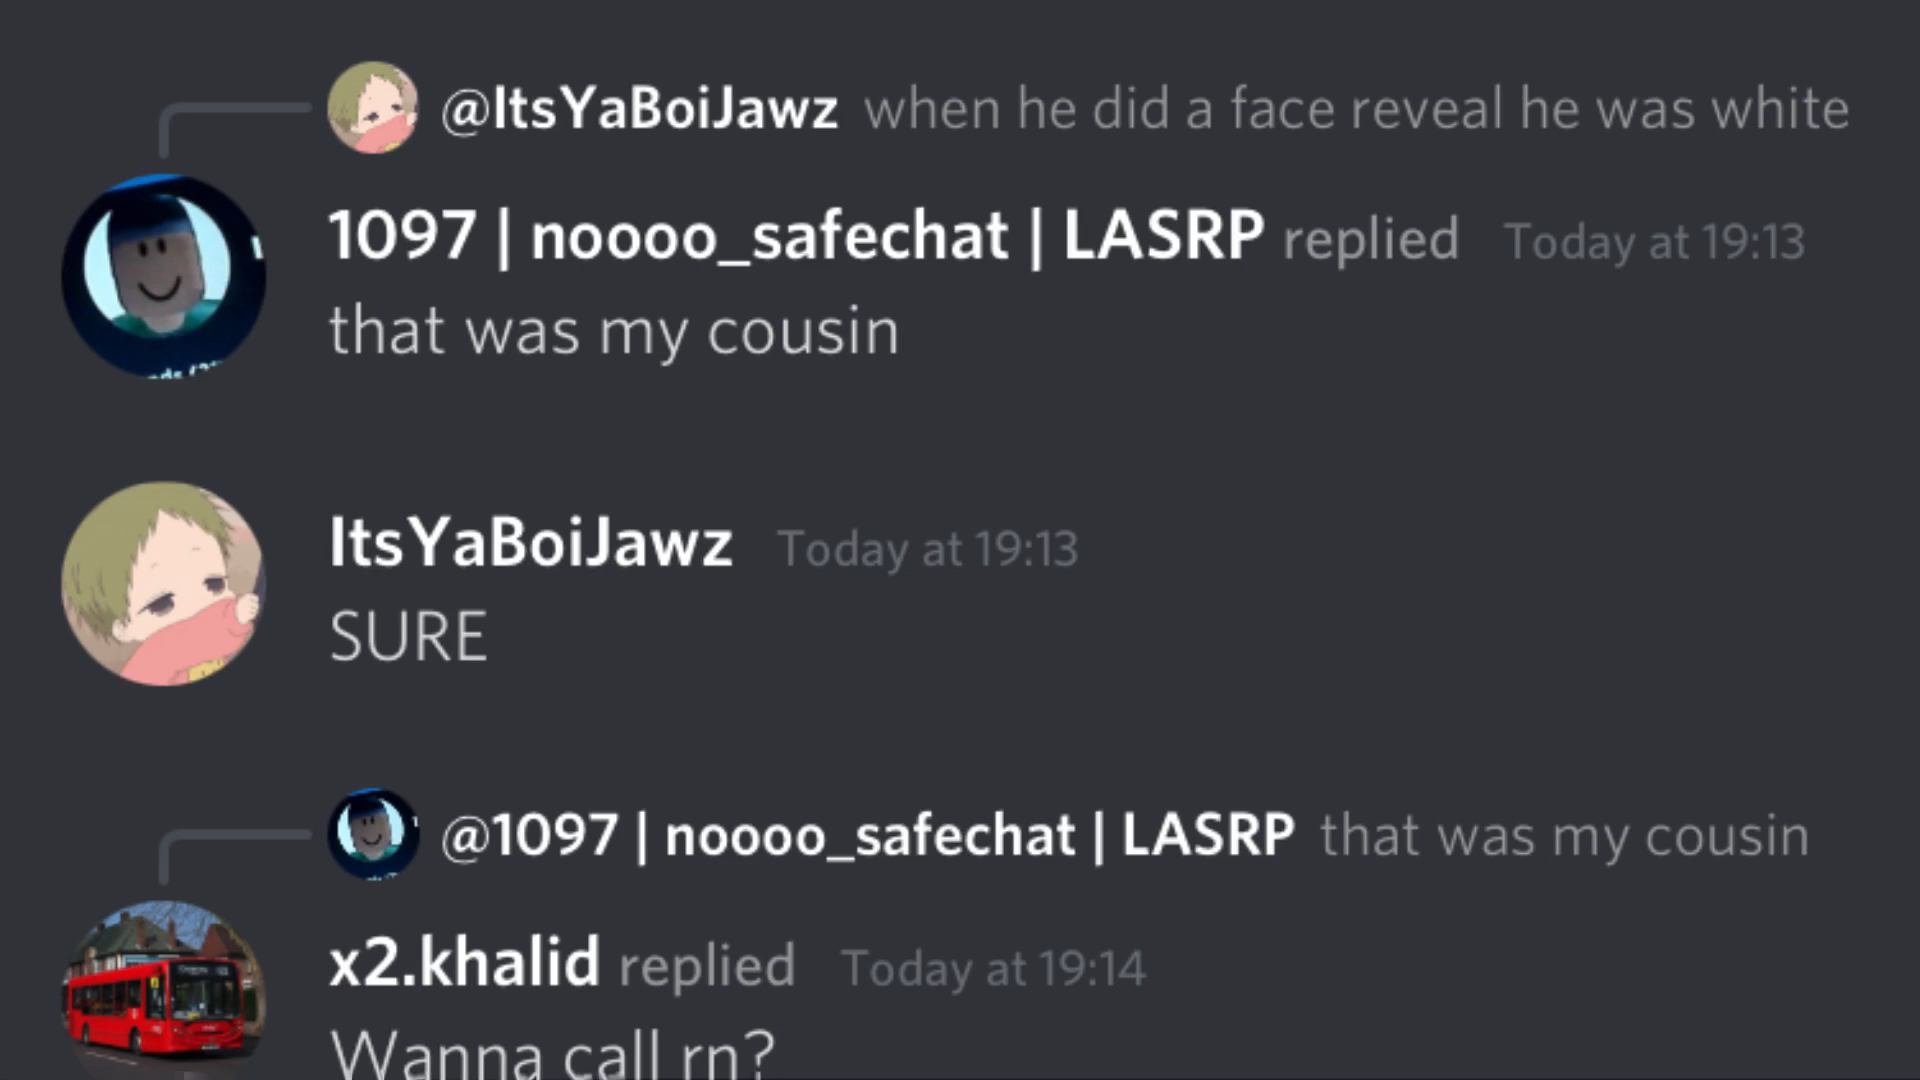 @ItsYaBoiJawz when he did a face reveal he was white
1097 | noooo_safechat | LASRP replied Today at 19:13
that was my cousin
ItsYaBoiJawz Today at 19:13
SURE
@1097 | noooo_safechat | LASRP that was my cousin
x2.khalid replied Today at 19:14
Wanna call rn?